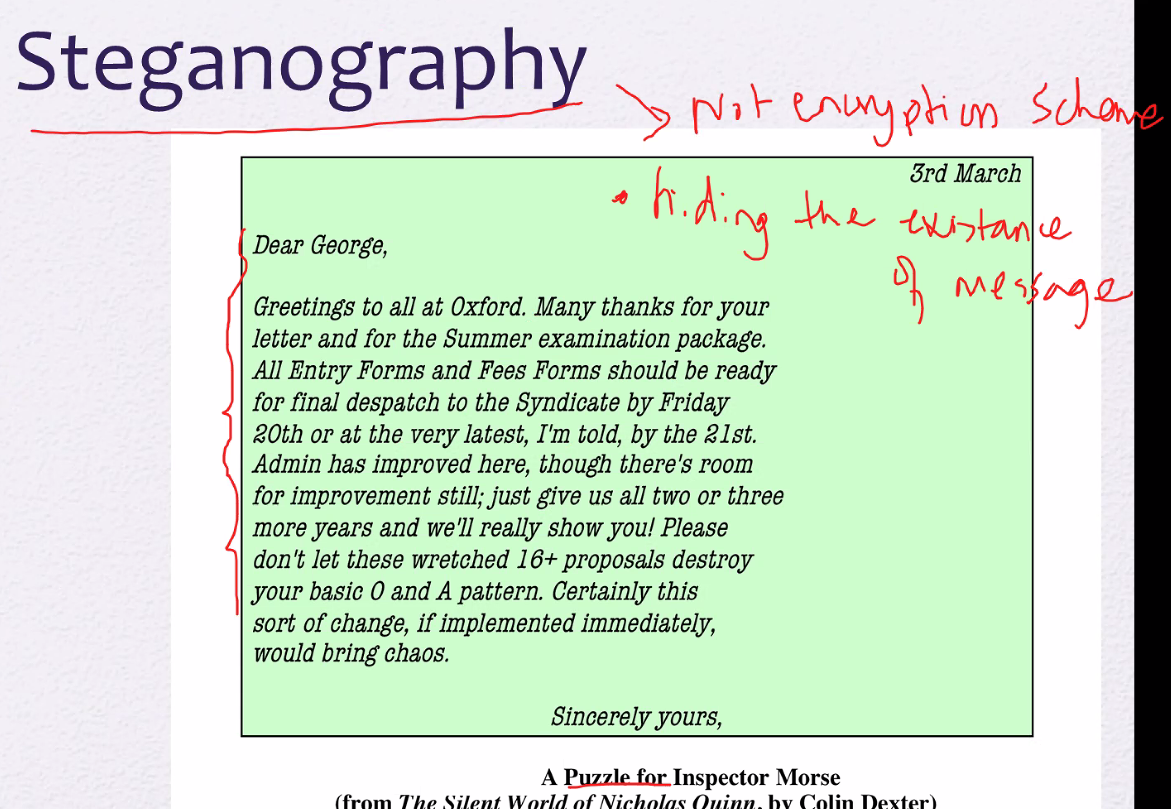 Steganography
→ Not encryption scheme
3rd March
• hiding the existance
of message
Dear George,
Greetings to all at Oxford. Many thanks for your
letter and for the Summer examination package.
All Entry Forms and Fees Forms should be ready
for final despatch to the Syndicate by Friday
20th or at the very latest, I'm told, by the 21st.
Admin has improved here, though there's room
for improvement still; just give us all two or three
more years and we'll really show you! Please
don't let these wretched 16+ proposals destroy
your basic O and A pattern. Certainly this
sort of change, if implemented immediately,
would bring chaos.
Sincerely yours,
A Puzzle for Inspector Morse
(from The Silent World of Nicholas Quinn, by Colin Dexter)